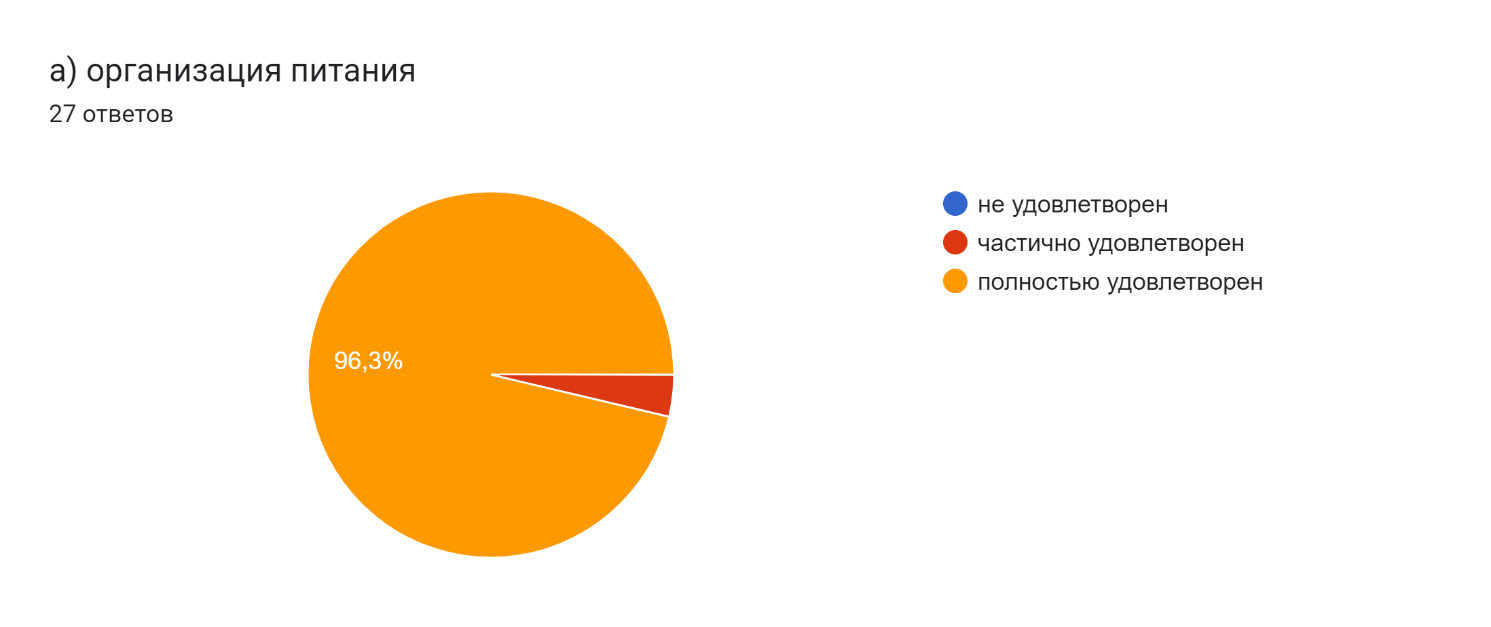 а) организация питания
27 ответов
не удовлетворен
частично удовлетворен
полностью удовлетворен
96,3%